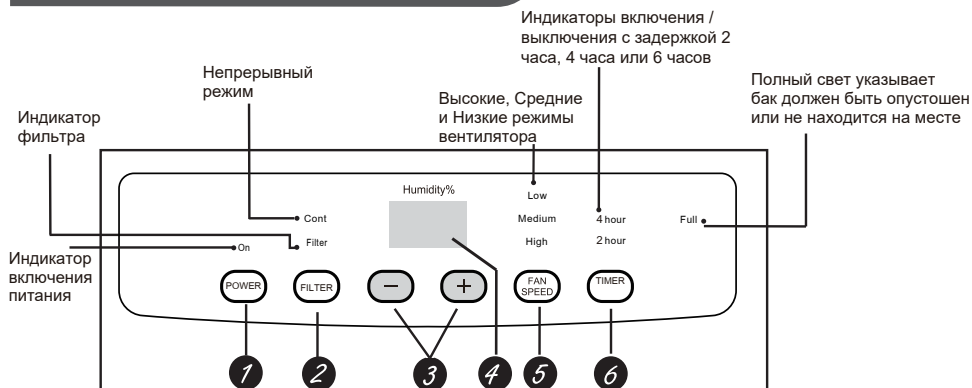 Индикаторы включения /
выключения с задержкой 2
часа, 4 часа или 6 часов
Непрерывный
режим
Высокие, Средние
и Низкие режимы
вентилятора
Полный свет указывает
бак должен быть опустошен
или не находится на месте
Индикатор
фильтра
Индикатор
включения
питания
Humidity%
Low
Cont
Medium
4 hour
Full
Filter
High
2 hour
On
POWER
FILTER
−
+
FAN
SPEED
TIMER
1
2
3
4
5
6